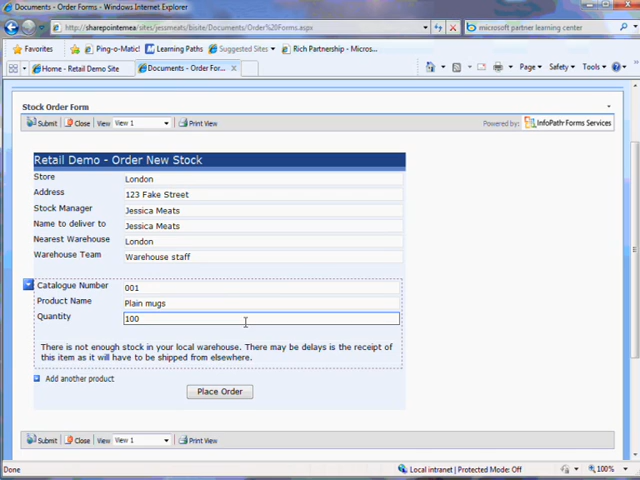 Documents - Order Forms - Windows Internet Explorer
http://sharepointemea/sites/jessmeats/bisite/Documents/Order%20Forms.aspx
microsoft partner learning center
Favorites Ping-o-Matic! Learning Paths Suggested Sites Rich Partnership - Micros...
Home - Retail Demo Site Documents - Order For... x
Page Safety Tools
Stock Order Form
Submit Close View View 1 Print View Powered by: InfoPath Forms Services
Retail Demo - Order New Stock
Store London
Address 123 Fake Street
Stock Manager Jessica Meats
Name to deliver to Jessica Meats
Nearest Warehouse London
Warehouse Team Warehouse staff
Catalogue Number 001
Product Name Plain mugs
Quantity 100
There is not enough stock in your local warehouse. There may be delays is the receipt of
this item as it will have to be shipped from elsewhere.
Add another product
Place Order
Submit Close View View 1 Print View
Done Local intranet | Protected Mode: Off 100%